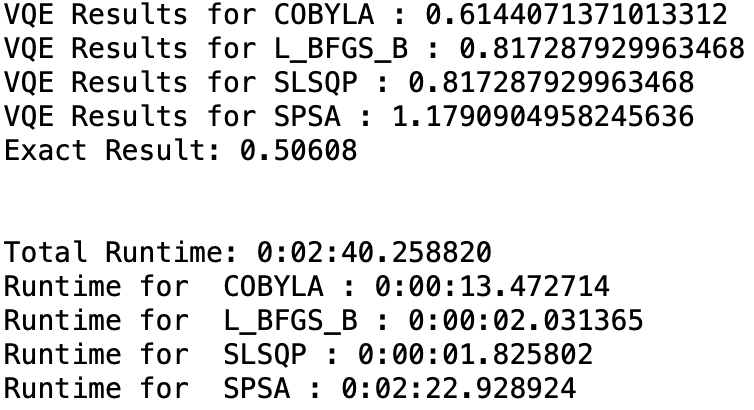 VQE Results for COBYLA : 0.6144071371013312
VQE Results for L_BFGS_B : 0.817287929963468
VQE Results for SLSQP : 0.817287929963468
VQE Results for SPSA : 1.1790904958245636
Exact Result: 0.50608
Total Runtime: 0:02:40.258820
Runtime for  COBYLA : 0:00:13.472714
Runtime for  L_BFGS_B : 0:00:02.031365
Runtime for  SLSQP : 0:00:01.825802
Runtime for  SPSA : 0:02:22.928924